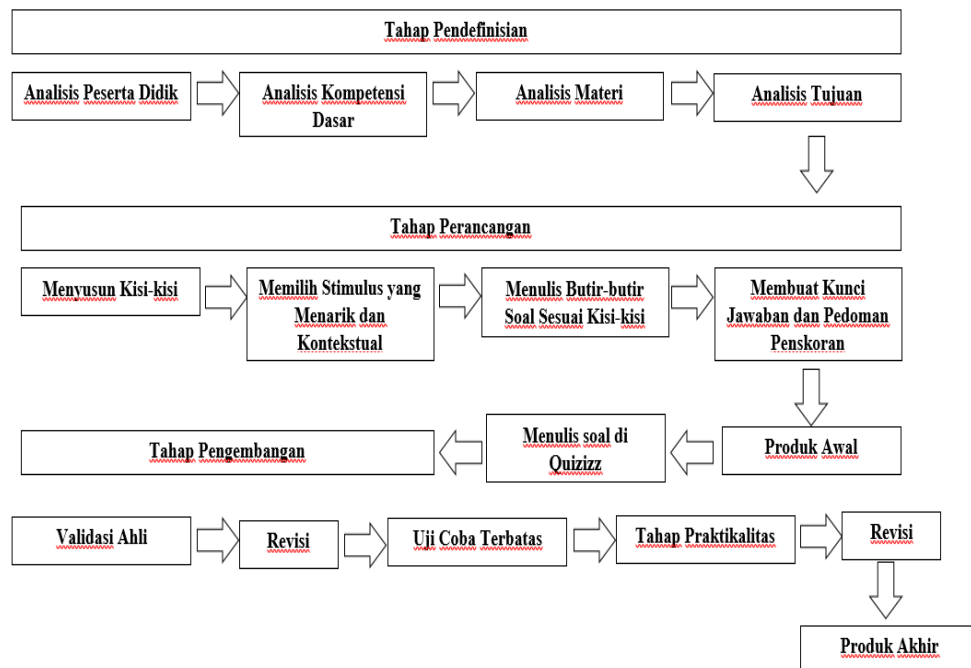 Tahap Pendefinisian
Analisis Peserta Didik
Analisis Kompetensi
Dasar
Analisis Materi
Analisis Tujuan
Tahap Perancangan
Menyusun Kisi-kisi
Memilih Stimulus yang
Menarik dan
Kontekstual
Menulis Butir-butir
Soal Sesuai Kisi-kisi
Membuat Kunci
Jawaban dan Pedoman
Penskoran
Produk Awal
Menulis soal di
Quizizz
Tahap Pengembangan
Validasi Ahli
Revisi
Uji Coba Terbatas
Tahap Praktikalitas
Revisi
Produk Akhir